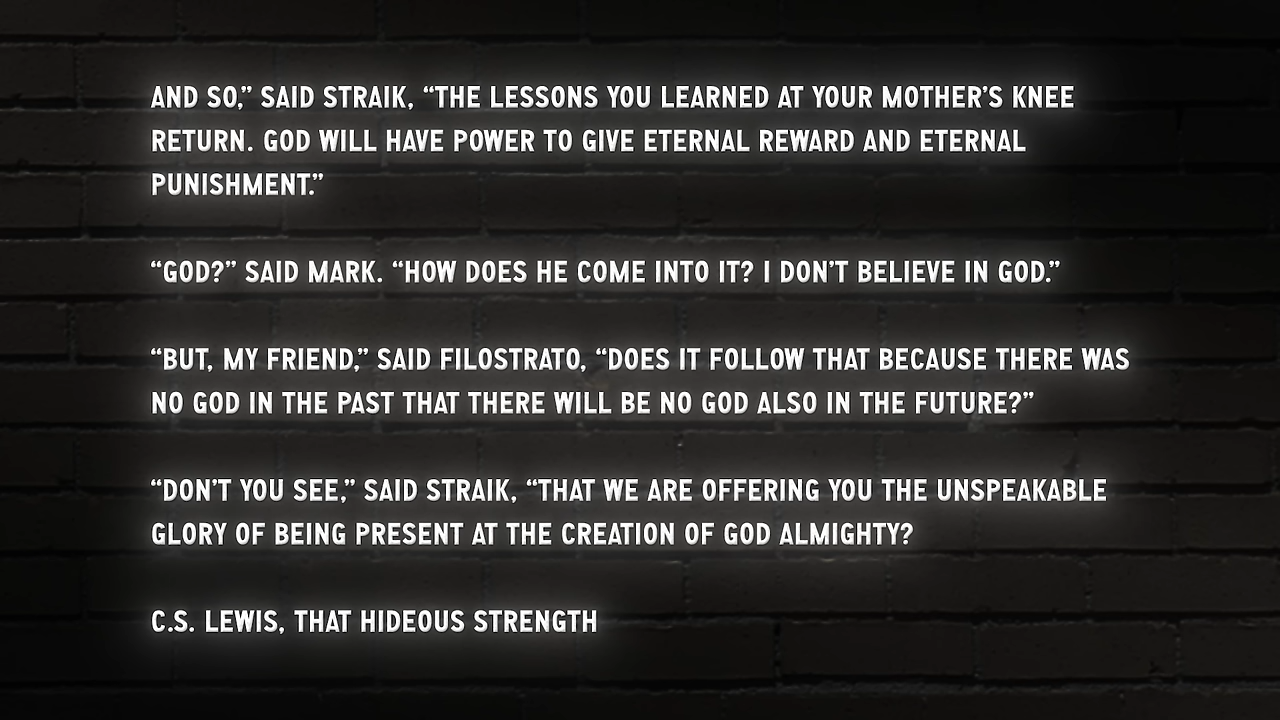 AND SO,” SAID STRAIK, “THE LESSONS YOU LEARNED AT YOUR MOTHER’S KNEE
RETURN. GOD WILL HAVE POWER TO GIVE ETERNAL REWARD AND ETERNAL
PUNISHMENT.”
“GOD?” SAID MARK. “HOW DOES HE COME INTO IT? I DON’T BELIEVE IN GOD.”
“BUT, MY FRIEND,” SAID FILOSTRATO, “DOES IT FOLLOW THAT BECAUSE THERE WAS
NO GOD IN THE PAST THAT THERE WILL BE NO GOD ALSO IN THE FUTURE?”
“DON’T YOU SEE,” SAID STRAIK, “THAT WE ARE OFFERING YOU THE UNSPEAKABLE
GLORY OF BEING PRESENT AT THE CREATION OF GOD ALMIGHTY?
C.S. LEWIS, THAT HIDEOUS STRENGTH